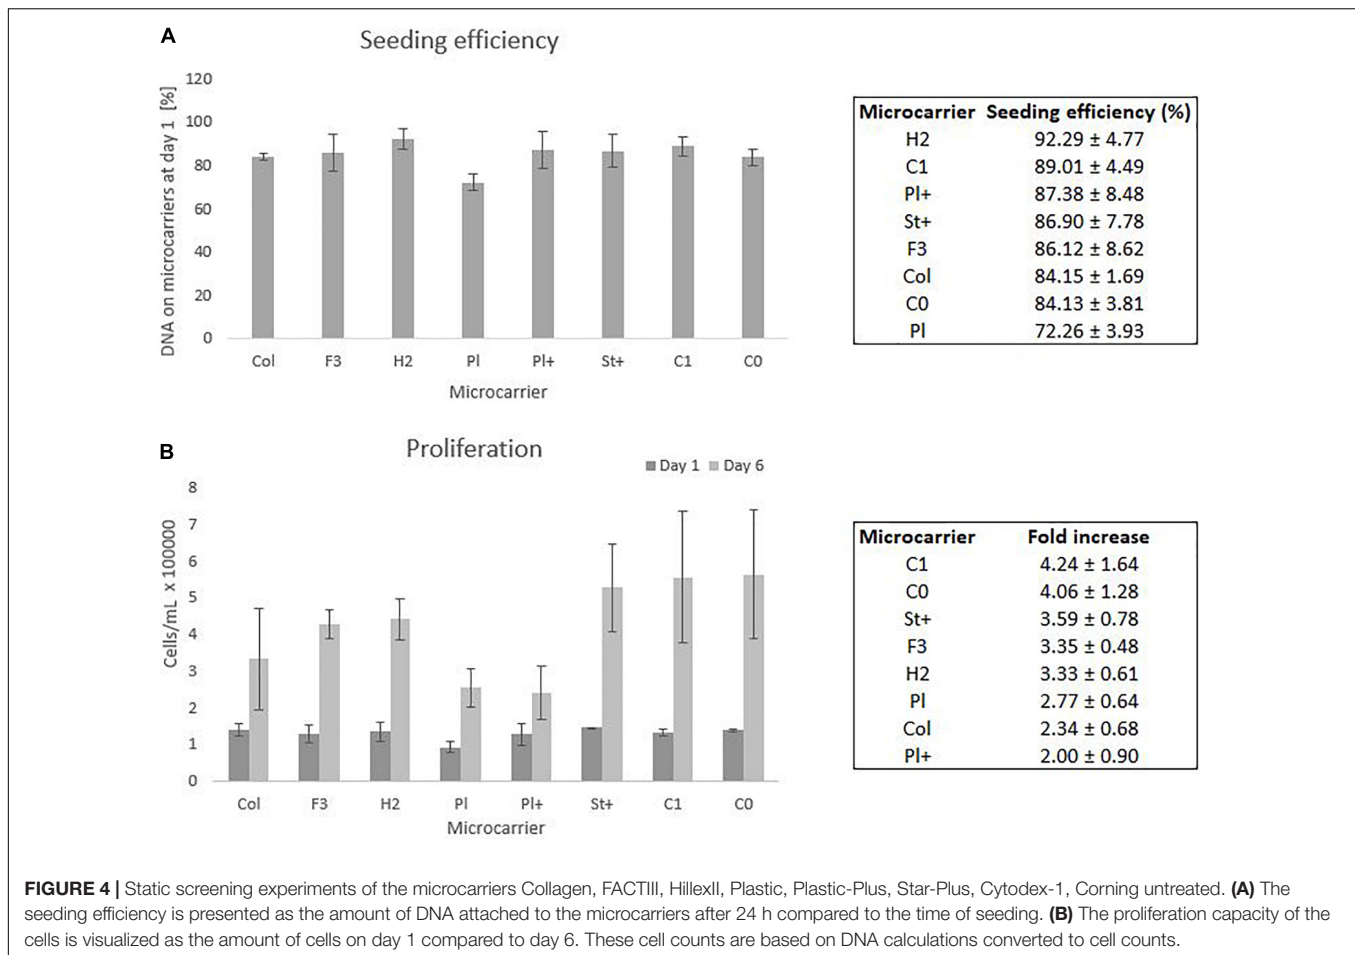 A
Seeding efficiency
DNA on microcarriers at day 1 [%]
120
100
80
60
40
20
0
Col F3 H2 Pl Pl+ St+ C1 C0
Microcarrier
Microcarrier Seeding efficiency (%)
H2 92.29 ± 4.77
C1 89.01 ± 4.49
Pl+ 87.38 ± 8.48
St+ 86.90 ± 7.78
F3 86.12 ± 8.62
Col 84.15 ± 1.69
C0 84.13 ± 3.81
Pl 72.26 ± 3.93
B
Proliferation
Day 1 Day 6
Cells/mL x 100000
8
7
6
5
4
3
2
1
0
Col F3 H2 Pl Pl+ St+ C1 C0
Microcarrier
Microcarrier Fold increase
C1 4.24 ± 1.64
C0 4.06 ± 1.28
St+ 3.59 ± 0.78
F3 3.35 ± 0.48
H2 3.33 ± 0.61
Pl 2.77 ± 0.64
Col 2.34 ± 0.68
Pl+ 2.00 ± 0.90
FIGURE 4 | Static screening experiments of the microcarriers Collagen, FACTIII, HillexII, Plastic, Plastic-Plus, Star-Plus, Cytodex-1, Corning untreated. (A) The
seeding efficiency is presented as the amount of DNA attached to the microcarriers after 24 h compared to the time of seeding. (B) The proliferation capacity of the
cells is visualized as the amount of cells on day 1 compared to day 6. These cell counts are based on DNA calculations converted to cell counts.